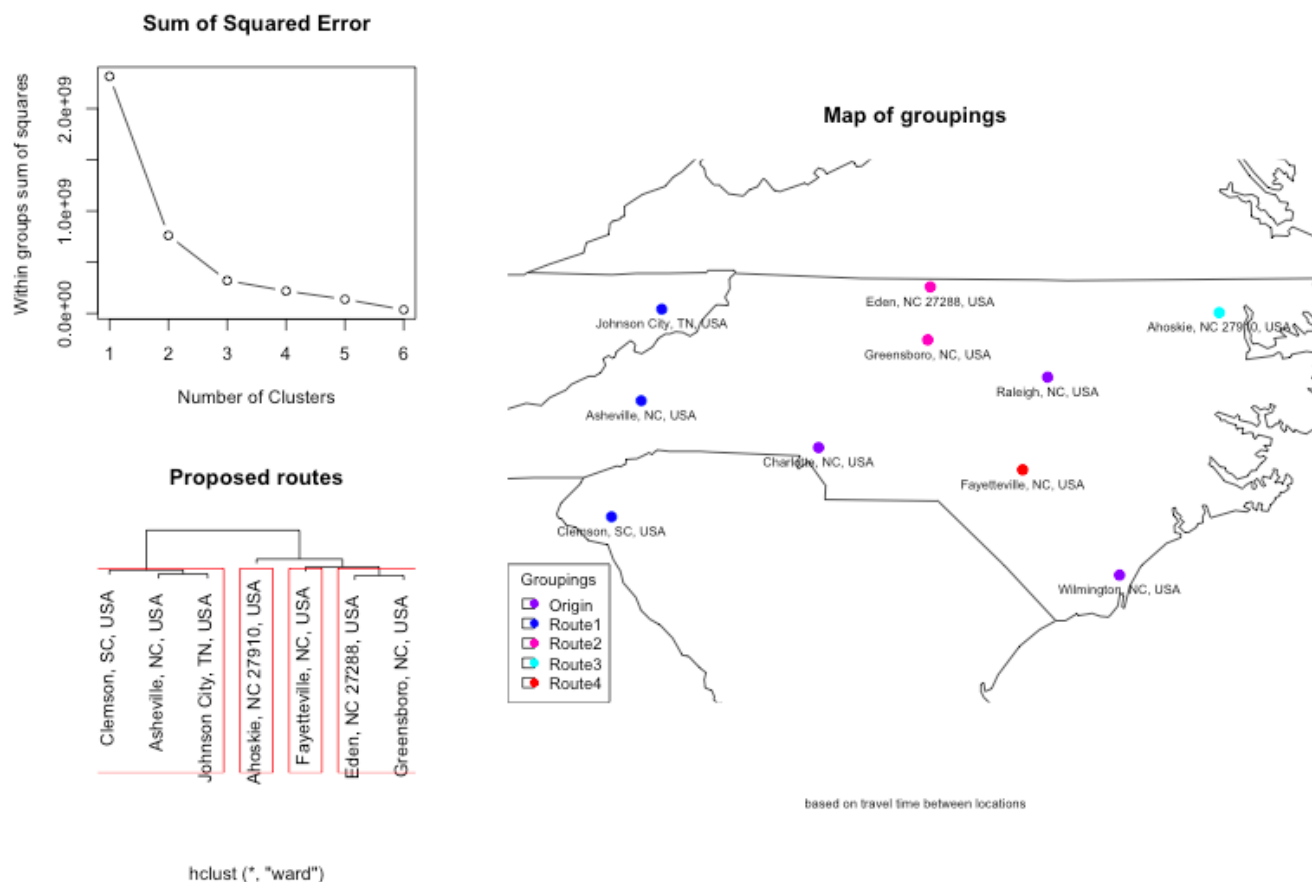 Sum of Squared Error
Within groups sum of squares
0.0e+00 1.0e+09 2.0e+09
1 2 3 4 5 6
Number of Clusters
Proposed routes
Clemson, SC, USA
Asheville, NC, USA
Johnson City, TN, USA
Ahoskie, NC 27910, USA
Fayetteville, NC, USA
Eden, NC 27288, USA
Greensboro, NC, USA
hclust (*, "ward")
Map of groupings
Eden, NC 27288, USA
Johnson City, TN, USA
Ahoskie, NC 27910, USA
Greensboro, NC, USA
Raleigh, NC, USA
Asheville, NC, USA
Charlotte, NC, USA
Fayetteville, NC, USA
Clemson, SC, USA
Wilmington, NC, USA
Groupings
Origin
Route1
Route2
Route3
Route4
based on travel time between locations